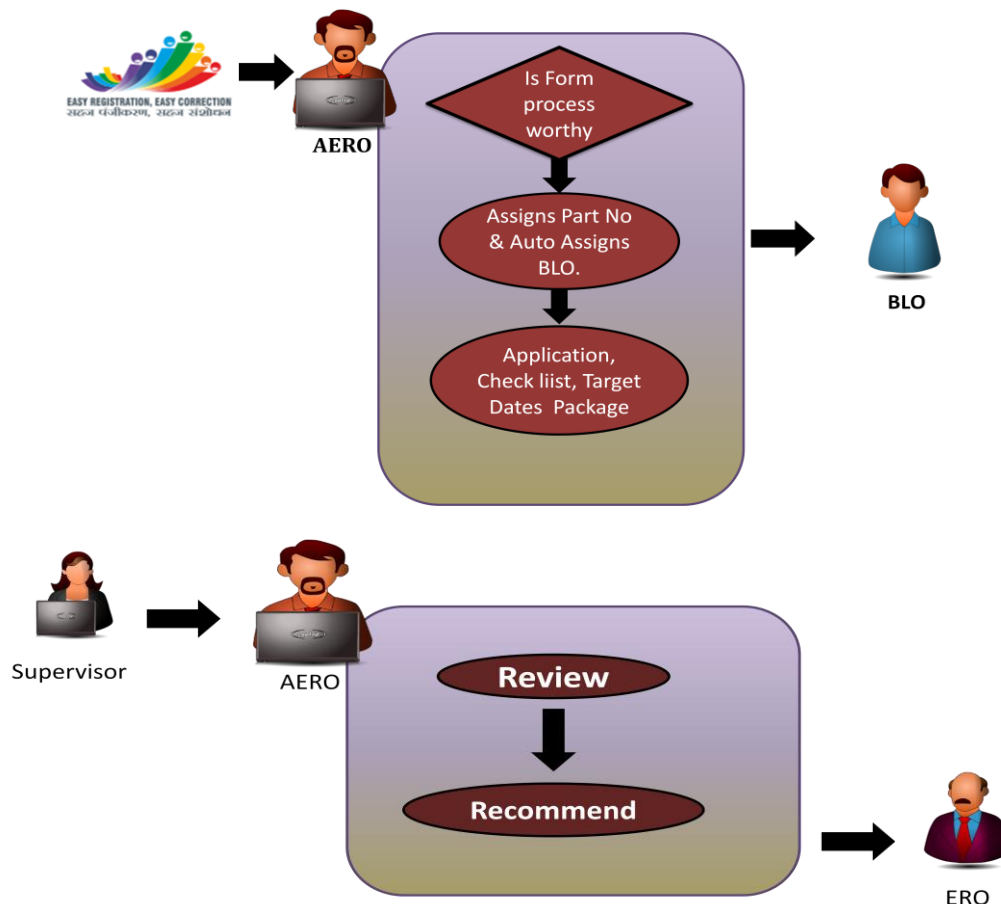 EASY REGISTRATION, EASY CORRECTION
सहज पंजीकरण, सहज संशोधन
AERO
Is Form
process
worthy
Assigns Part No
& Auto Assigns
BLO.
Application,
Check liist, Target
Dates Package
BLO
Supervisor
AERO
Review
Recommend
ERO